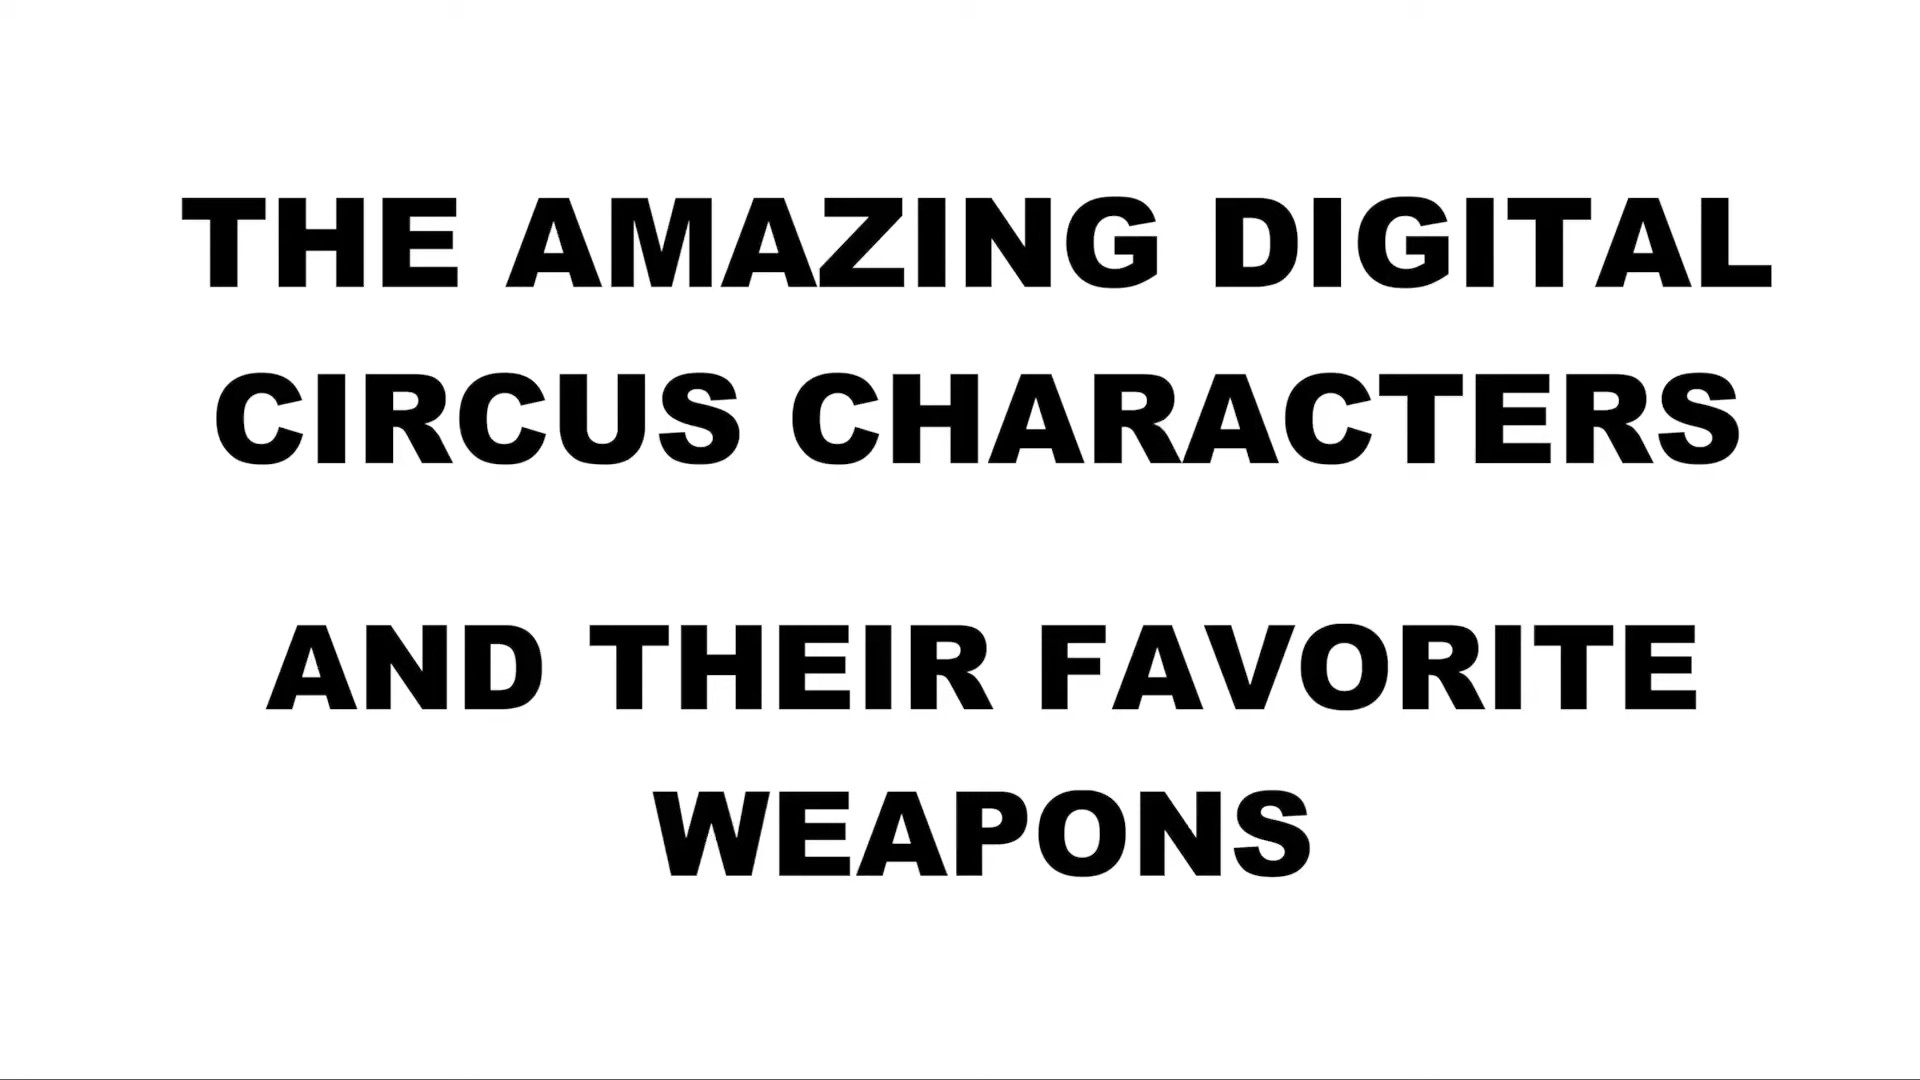 THE AMAZING DIGITAL
CIRCUS CHARACTERS
AND THEIR FAVORITE
WEAPONS